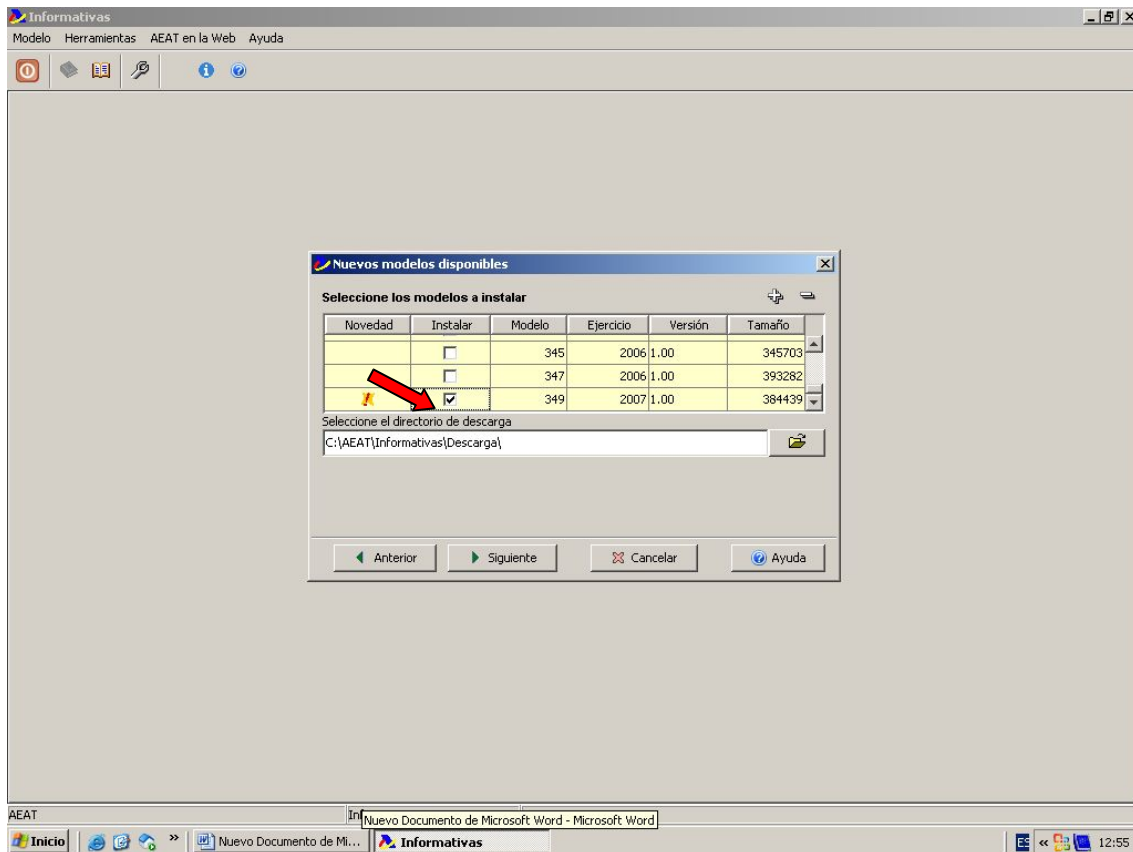 Informativas
Modelo Herramientas AEAT en la Web Ayuda
Nuevos modelos disponibles
Seleccione los modelos a instalar
Novedad Instalar Modelo Ejercicio Versión Tamaño
345 2006 1.00 345703
347 2006 1.00 393282
349 2007 1.00 384439
Seleccione el directorio de descarga
C:\AEAT\Informativas\Descarga\
Anterior Siguiente Cancelar Ayuda
AEAT
Nuevo Documento de Microsoft Word - Microsoft Word
Inicio » Nuevo Documento de Mi... Informativas ES « 12:55